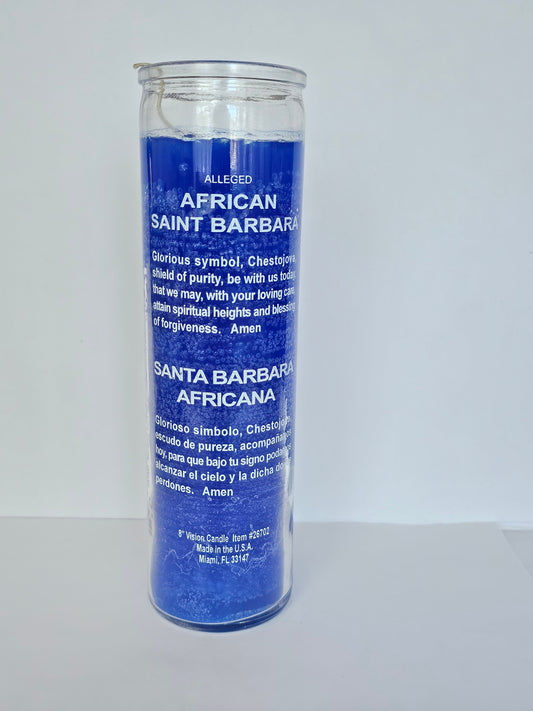 ALLEGED
AFRICAN
SAINT BARBARA
Glorious symbol, Chestojova,
shield of purity, be with us today
that we may, with your loving care,
attain spiritual heights and blessing
of forgiveness. Amen
SANTA BARBARA
AFRICANA
Glorioso simbolo,
escudo de pureza,
hoy, para que bajo tu signo
alcanzar el cielo y la dicha
perdones. Amen
8" Vision Candle Item #26702
Made in the U.S.A.
Miami, FL 33147